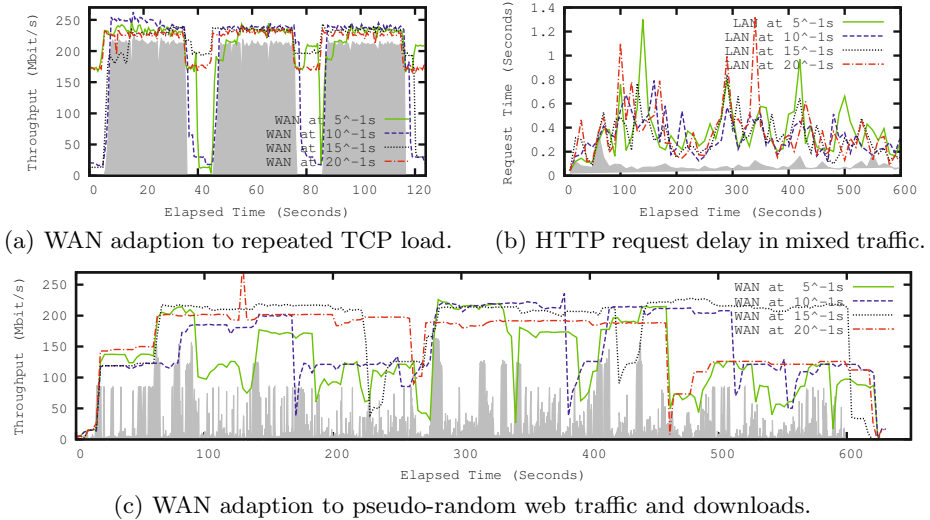 Throughput (Mbit/s)
200
150
100
50
0
WAN at 5^-1s
WAN at 10^-1s
WAN at 15^-1s
WAN at 20^-1s
0 20 40 60 80 100 120
Elapsed Time (Seconds)
(a) WAN adaption to repeated TCP load.
Request Time (Seconds)
1.4
1.2
1
0.8
0.6
0.4
0.2
0
LAN at 5^-1s
LAN at 10^-1s
LAN at 15^-1s
LAN at 20^-1s
0 100 200 300 400 500 600
Elapsed Time (Seconds)
(b) HTTP request delay in mixed traffic.
Throughput (Mbit/s)
250
200
150
100
50
0
WAN at 5^-1s
WAN at 10^-1s
WAN at 15^-1s
WAN at 20^-1s
0 100 200 300 400 500 600
Elapsed Time (Seconds)
(c) WAN adaption to pseudo-random web traffic and downloads.